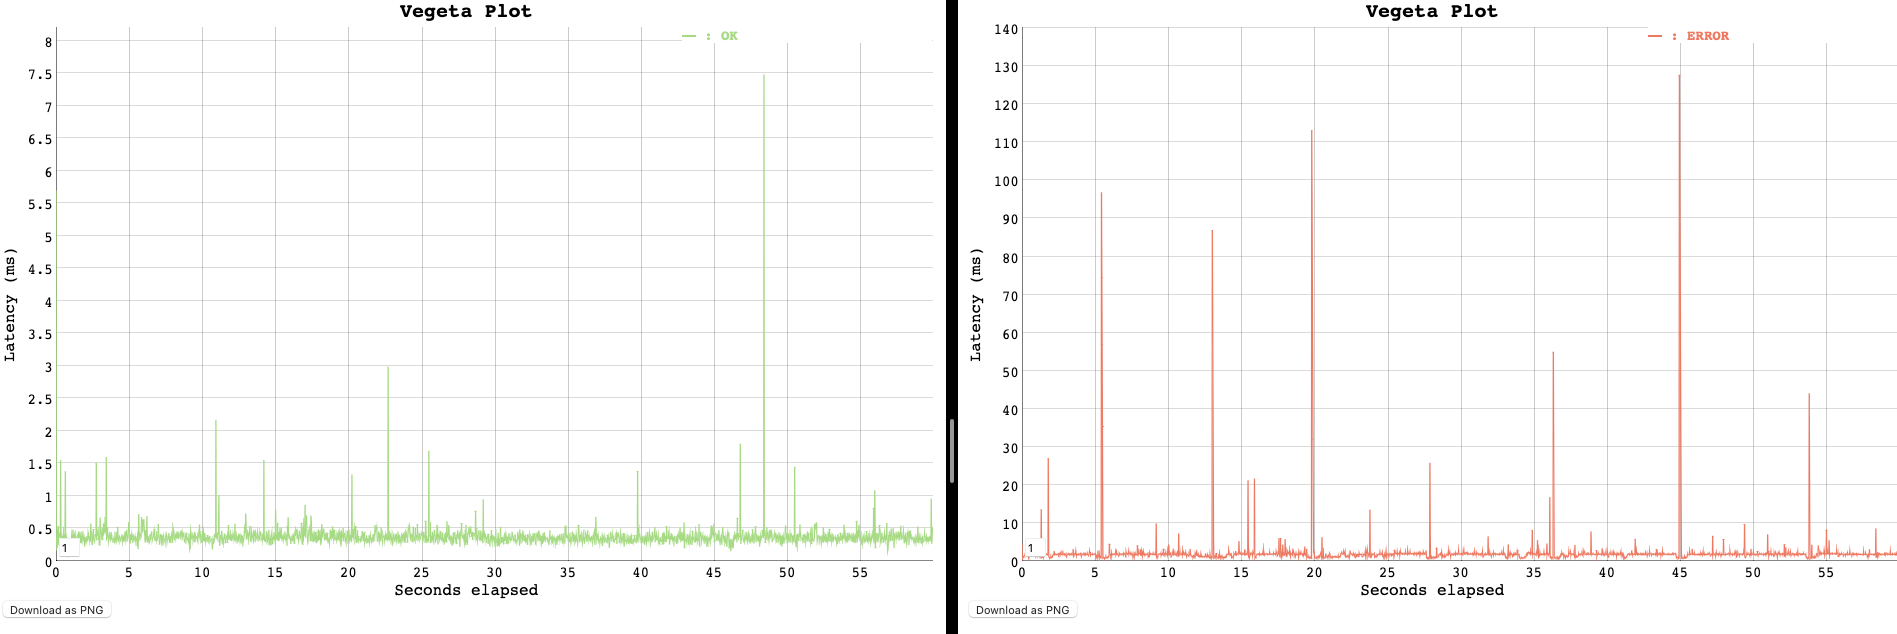 Vegeta Plot
: OK
8
7.5
7
6.5
6
5.5
5
4.5
4
3.5
3
2.5
2
1.5
1
0.5
0
Latency (ms)
1
0 5 10 15 20 25 30 35 40 45 50 55
Seconds elapsed
Download as PNG
Vegeta Plot
: ERROR
140
130
120
110
100
90
80
70
60
50
40
30
20
10
0
Latency (ms)
1
0 5 10 15 20 25 30 35 40 45 50 55
Seconds elapsed
Download as PNG